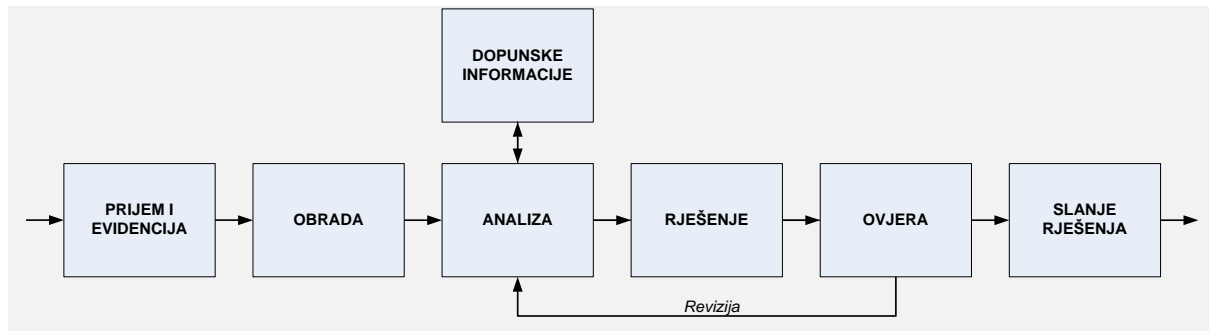 DOPUNSKE
INFORMACIJE
PRIJEM I
EVIDENCIJA
OBRADA
ANALIZA
RJEŠENJE
OVJERA
SLANJE
RJEŠENJA
Revizija